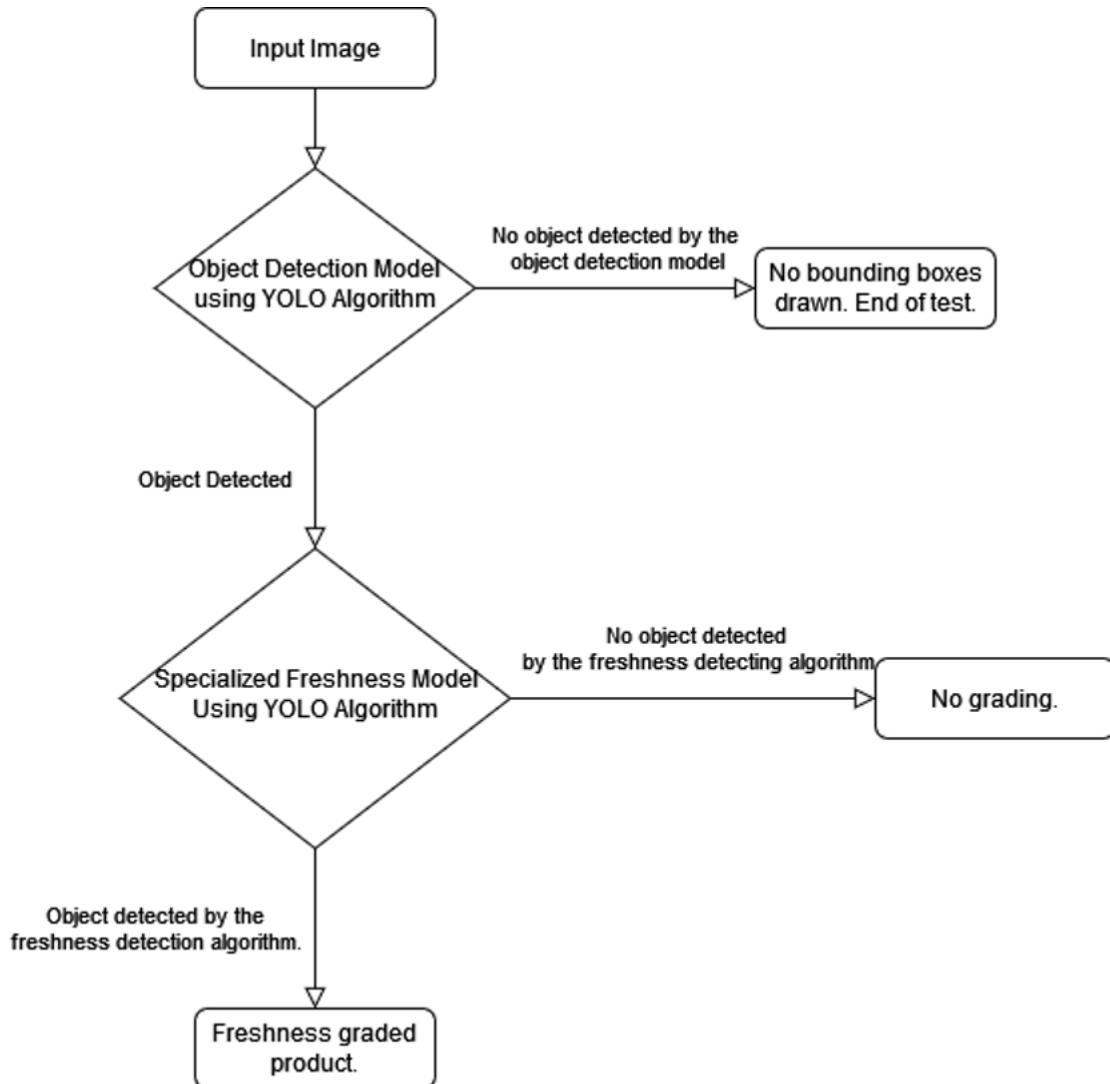 Input Image
No object detected by the
object detection model
Object Detection Model
using YOLO Algorithm
No bounding boxes
drawn. End of test.
Object Detected
No object detected
by the freshness detecting algorithm
Specialized Freshness Model
Using YOLO Algorithm
No grading.
Object detected by the
freshness detection algorithm.
Freshness graded
product.